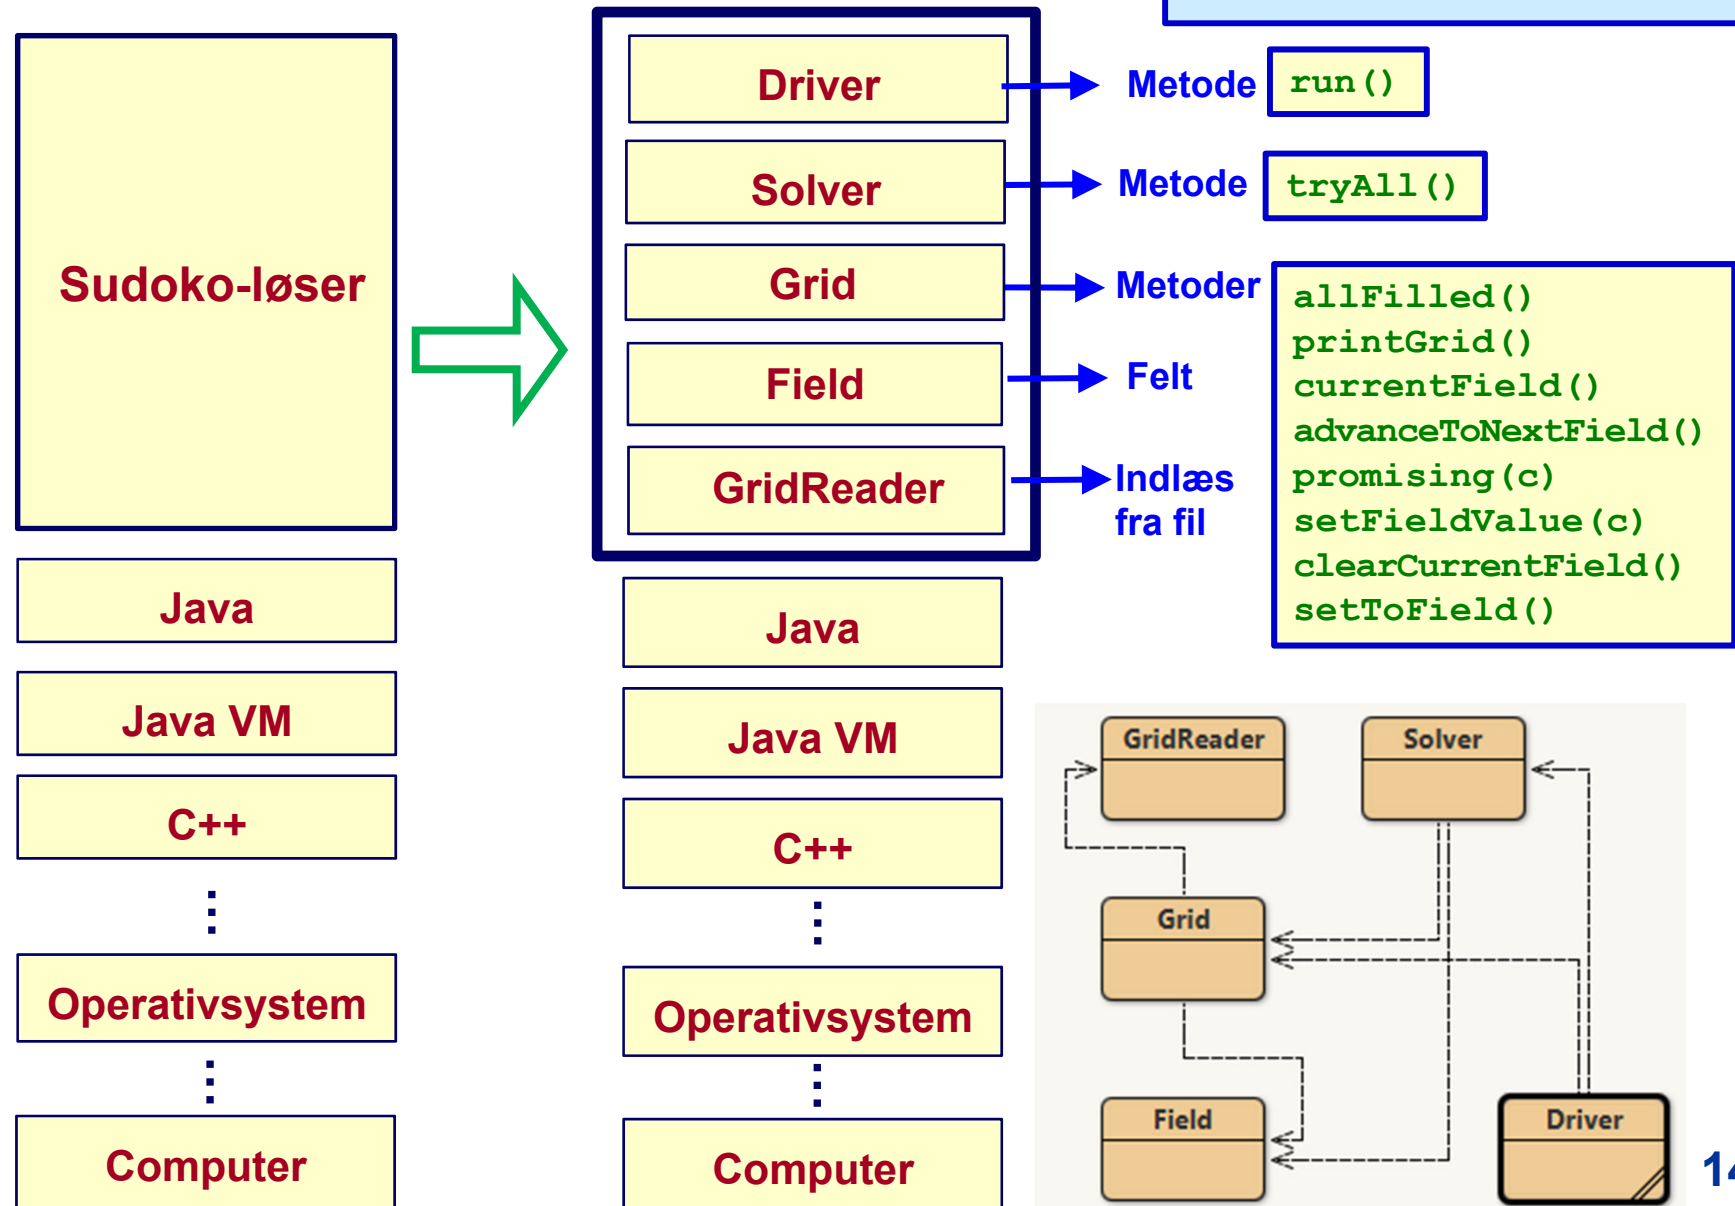 Sudoko-løser
Java
Java VM
C++
Operativsystem
Computer
Driver
Solver
Grid
Field
GridReader
Java
Java VM
C++
Operativsystem
Computer
Metode
run()
Metode
tryAll()
Metoder
Felt
Indlæs
fra fil
allFilled()
printGrid()
currentField()
advanceToNextField()
promising(c)
setFieldValue(c)
clearCurrentField()
setToField()
GridReader
Solver
Grid
Field
Driver
14